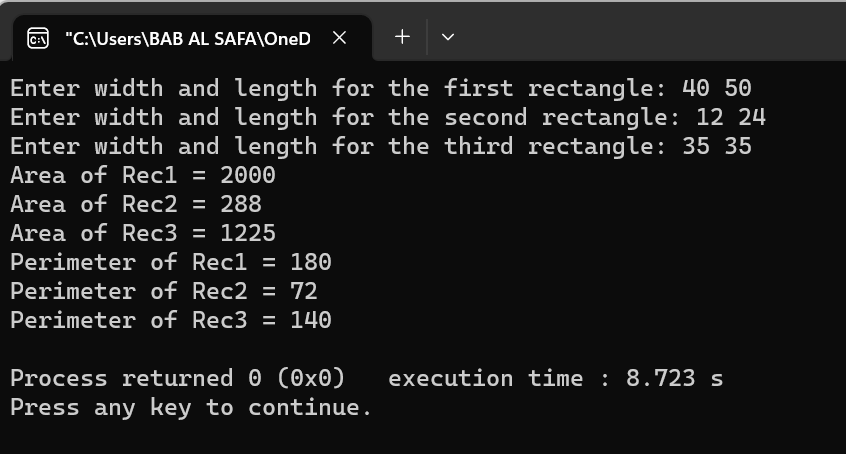 "C:\Users\BAB AL SAFA\OneD
Enter width and length for the first rectangle: 40 50
Enter width and length for the second rectangle: 12 24
Enter width and length for the third rectangle: 35 35
Area of Rec1 = 2000
Area of Rec2 = 288
Area of Rec3 = 1225
Perimeter of Rec1 = 180
Perimeter of Rec2 = 72
Perimeter of Rec3 = 140
Process returned 0 (0x0)   execution time : 8.723 s
Press any key to continue.